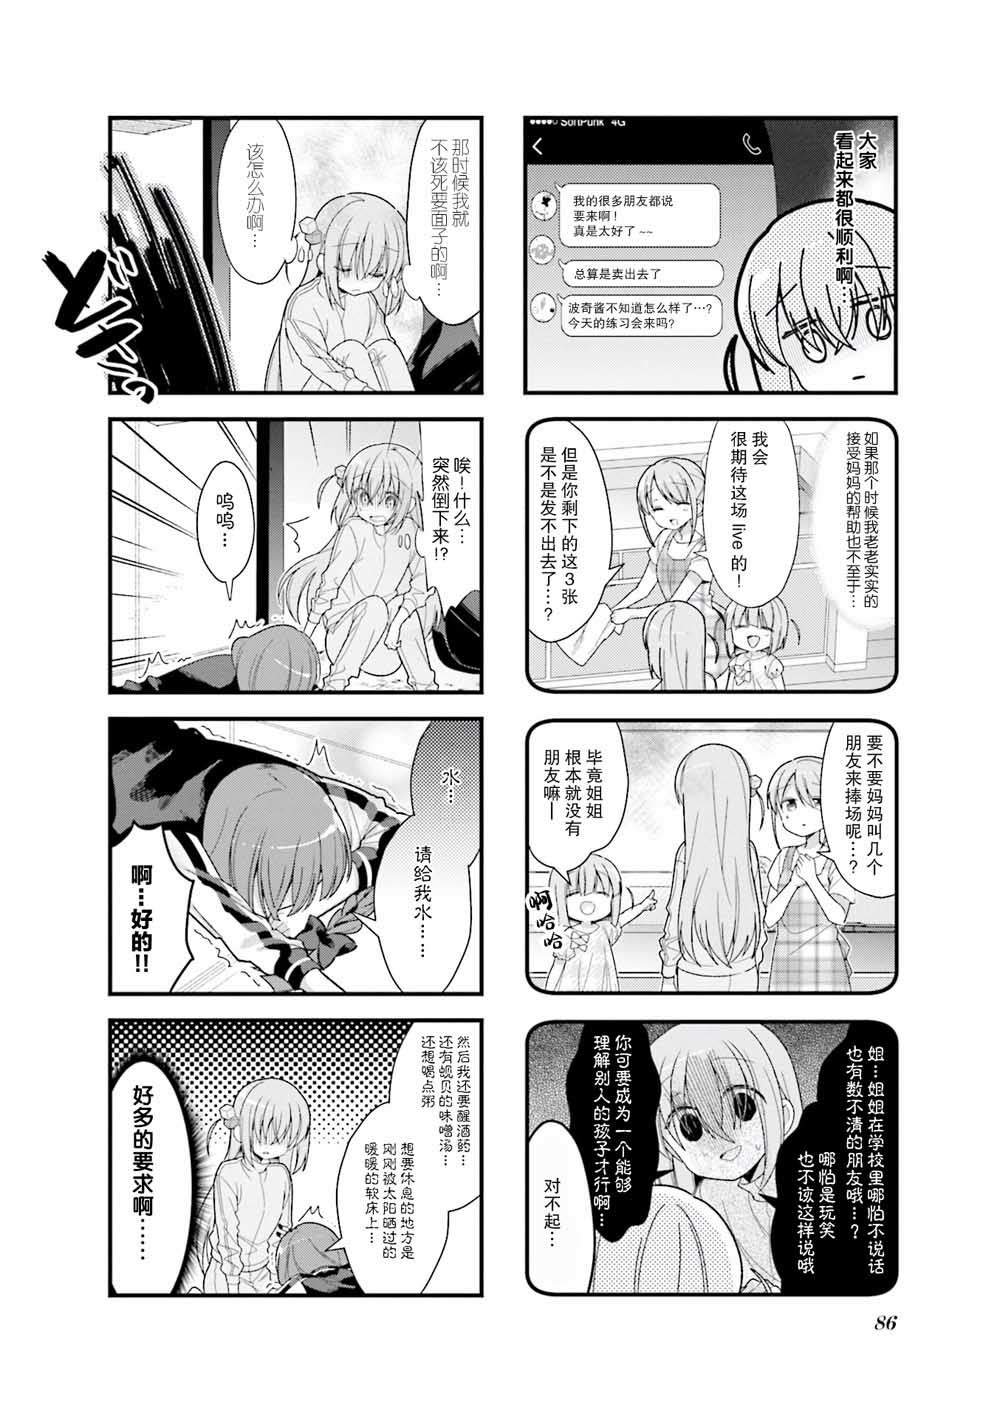 大家
看起来都很顺利啊…
SoftPunk 4G
我的很多朋友都说
要来啊！
真是太好了~~
总算是卖出去了
波奇酱不知道怎么样了…?
今天的练习会来吗?
如果那个时候我老老实实的
接受妈妈的帮助也不至于…
我会
很期待这场live的！
但是你剩下的这3张
是不是发不出去了…?
要不要妈妈叫几个
朋友来捧场呢…?
毕竟姐姐
根本就没有
朋友嘛—
啊哈哈
姐…姐姐在学校里哪怕不说话
也有数不清的朋友哦…?
哪怕是玩笑
也不该这样说哦
你可要成为一个能够
理解别人的孩子才行啊…
对不起…
那时候我就
不该死要面子的啊…
该怎么办啊…
唉！什么…
突然倒下来!?
呜呜…
水…
请给我水……
啊…好的!!
然后我还要醒酒药…
还有蚬贝的味噌汤…
还想喝点粥
想要休息的地方是
刚刚被太阳晒过的
暖暖的软床上…
好多的要求啊……
86